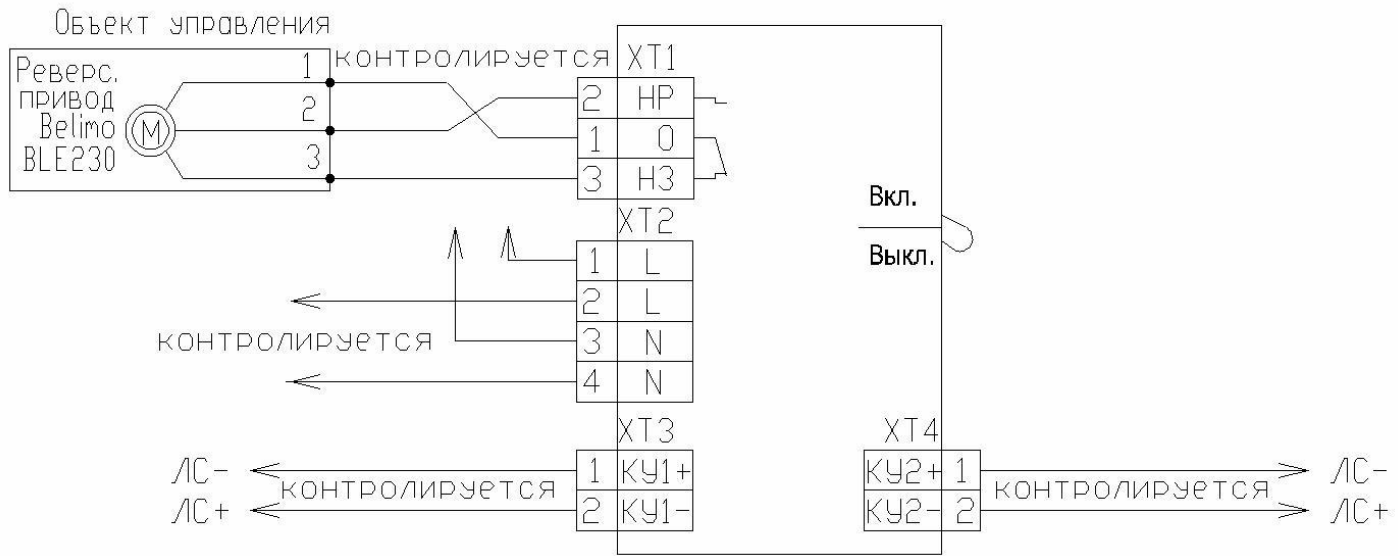 Объект управления
контролируется
XT1
Реверс.
привод
Belimo
BLE230
M
1
2
3
2 НР
1 О
3 НЗ
Вкл.
Выкл.
XT2
1 L
2 L
3 N
4 N
контролируется
XT3
1 КУ1+
2 КУ1-
ЛС-
ЛС+
контролируется
XT4
КУ2+ 1
КУ2- 2
контролируется
ЛС-
ЛС+